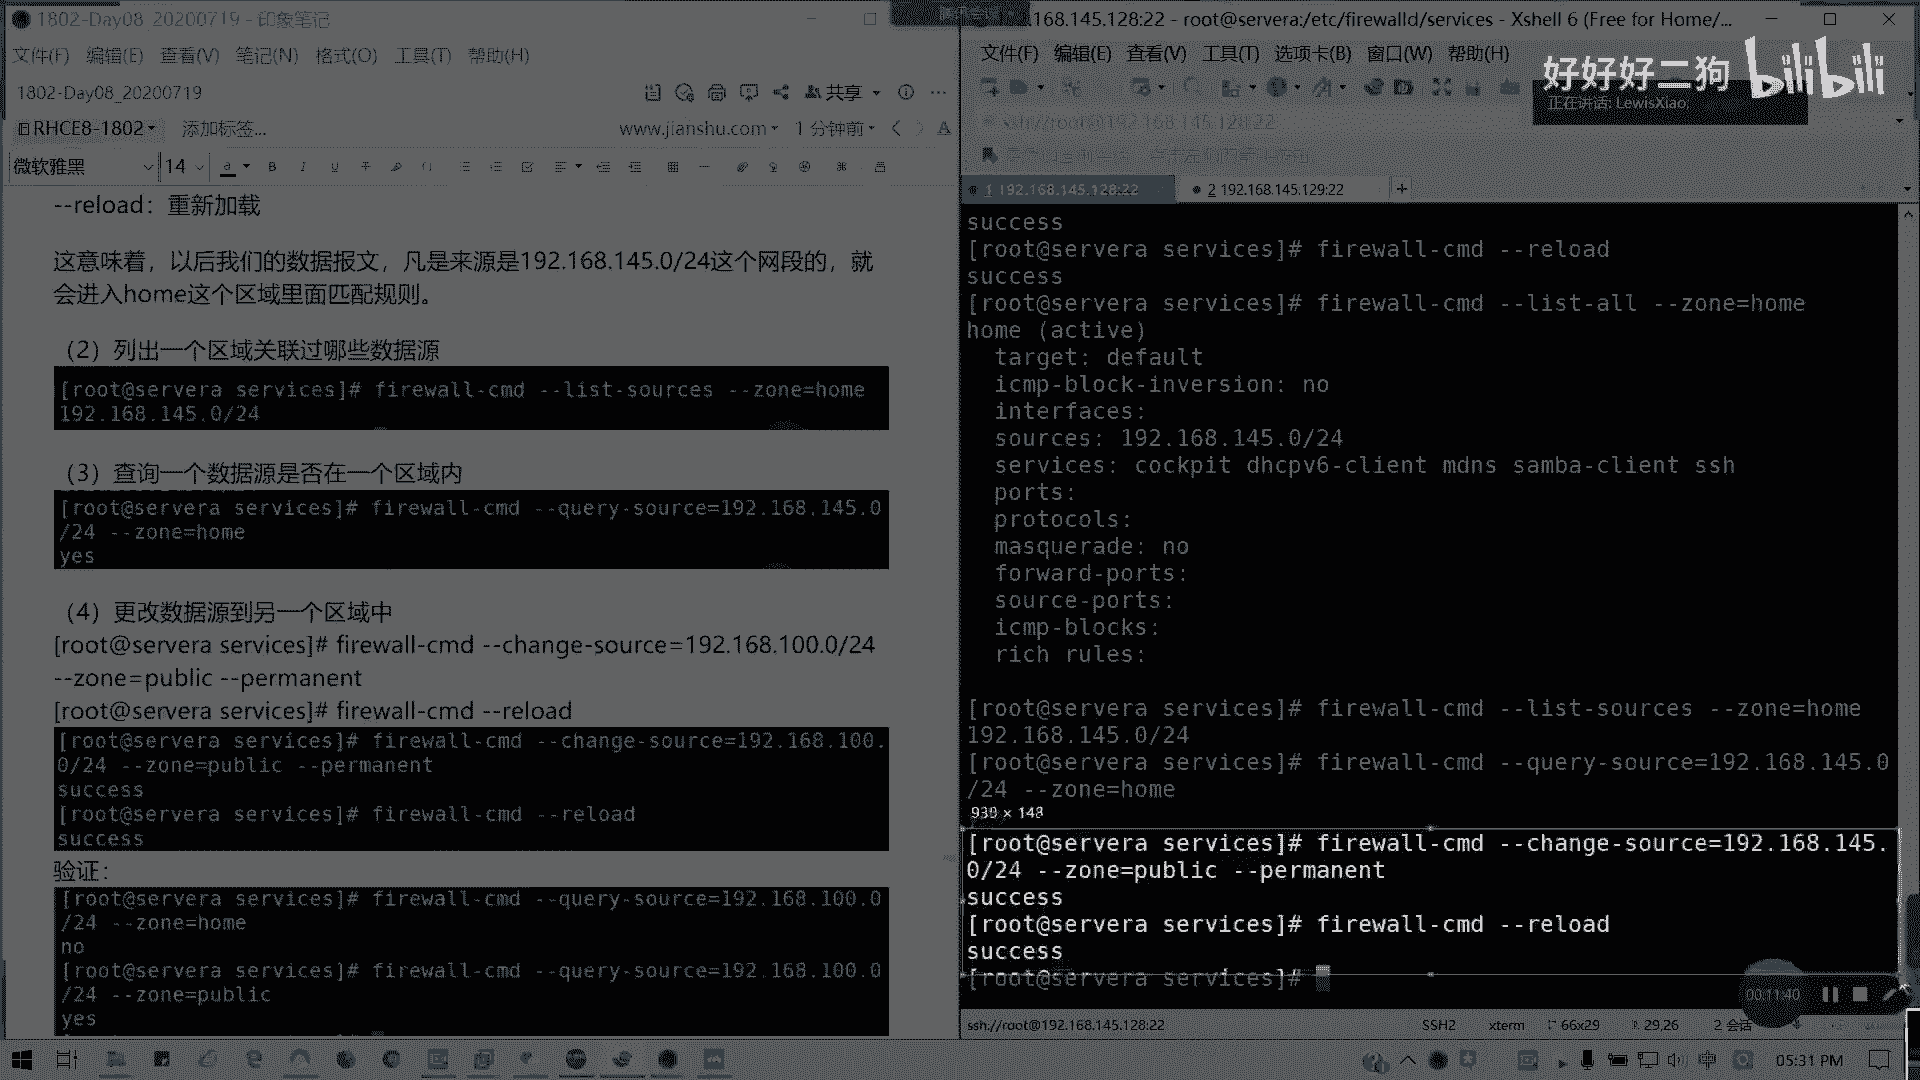 1802-Day08_20200719 - 印象笔记
文件(F) 编辑(E) 查看(V) 笔记(N) 格式(O) 工具(T) 帮助(H)
1802-Day08_20200719
共享
RHCE8-1802 添加标签... www.jianshu.com 1 分钟前
微软雅黑 14
--reload：重新加载
这意味着，以后我们的数据报文，凡是来源是192.168.145.0/24这个网段的，就
会进入home这个区域里面匹配规则。
（2）列出一个区域关联过哪些数据源
[root@servera services]# firewall-cmd --list-sources --zone=home
192.168.145.0/24
（3）查询一个数据源是否在一个区域内
[root@servera services]# firewall-cmd --query-source=192.168.145.0
/24 --zone=home
yes
（4）更改数据源到另一个区域中
[root@servera services]# firewall-cmd --change-source=192.168.100.0/24
--zone=public --permanent
[root@servera services]# firewall-cmd --reload
[root@servera services]# firewall-cmd --change-source=192.168.100.
0/24 --zone=public --permanent
success
[root@servera services]# firewall-cmd --reload
success
验证：
[root@servera services]# firewall-cmd --query-source=192.168.100.0
/24 --zone=home
no
[root@servera services]# firewall-cmd --query-source=192.168.100.0
/24 --zone=public
yes
.168.145.128:22 - root@servera:/etc/firewalld/services - Xshell 6 (Free for Home/...
文件(F) 编辑(E) 查看(V) 工具(T) 选项卡(B) 窗口(W) 帮助(H)
好好好二狗 bilibili
正在讲话: LewisXiao;
ssh://root@192.168.145.128:22
1 192.168.145.128:22 2 192.168.145.129:22 +
success
[root@servera services]# firewall-cmd --reload
success
[root@servera services]# firewall-cmd --list-all --zone=home
home (active)
target: default
icmp-block-inversion: no
interfaces:
sources: 192.168.145.0/24
services: cockpit dhcpv6-client mdns samba-client ssh
ports:
protocols:
masquerade: no
forward-ports:
source-ports:
icmp-blocks:
rich rules:
[root@servera services]# firewall-cmd --list-sources --zone=home
192.168.145.0/24
[root@servera services]# firewall-cmd --query-source=192.168.145.0
/24 --zone=home
930 × 148
[root@servera services]# firewall-cmd --change-source=192.168.145.
0/24 --zone=public --permanent
success
[root@servera services]# firewall-cmd --reload
success
[root@servera services]#
00:11:40
ssh://root@192.168.145.128:22 SSH2 xterm 66x29 29,26 2 会话
中 05:31 PM